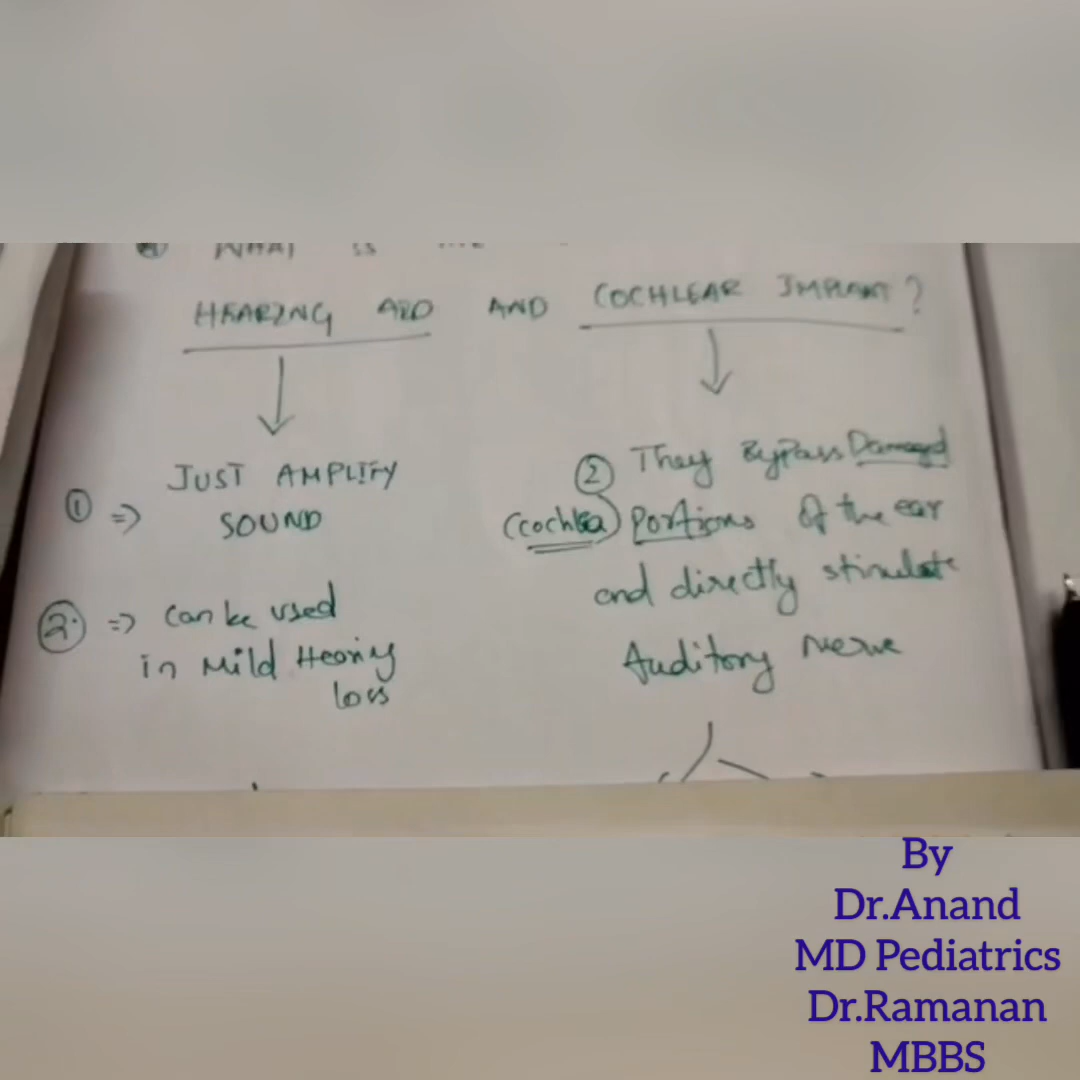 WHAT IS
HEARING AID AND COCHLEAR IMPLANT?
① => JUST AMPLIFY
SOUND
2. => can be used
in Mild Hearing
loss
② They Bypass Damaged
(cochlea) Portions of the ear
and directly stimulate
Auditory Nerve
By
Dr.Anand
MD Pediatrics
Dr.Ramanan
MBBS